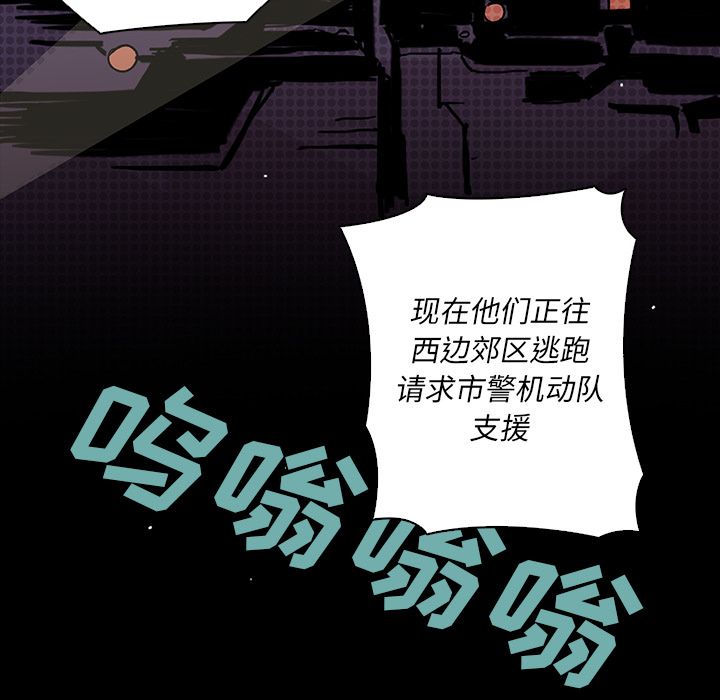 现在他们正往
西边郊区逃跑
请求市警机动队
支援
呜嗡嗡嗡